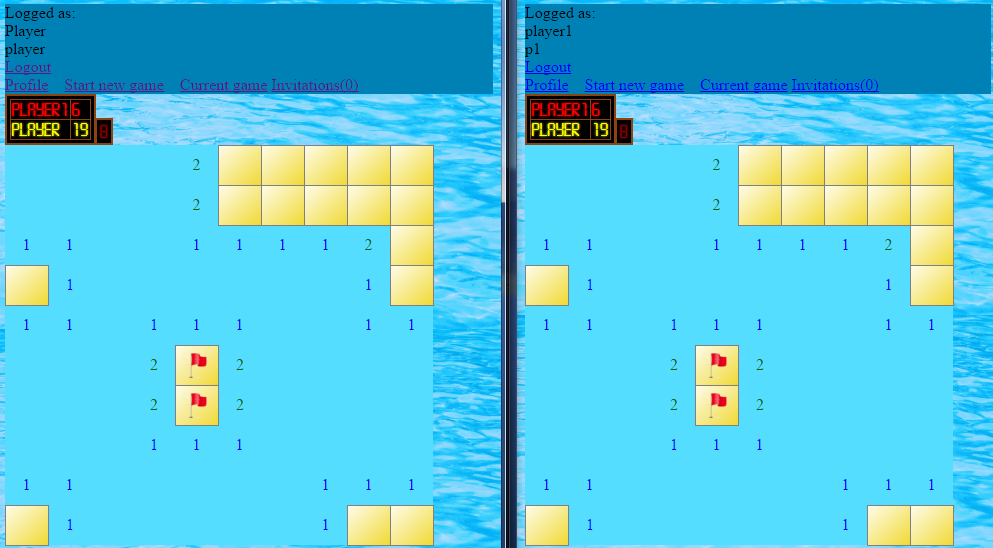 Logged as:
Player
player
Logout
Profile Start new game Current game Invitations(0)
PLAYER1 6
PLAYER 19 8
2
2
1 1 1 1 1 1 2
1 1
1 1 1 1 1 1 1
2 2
2 2
1 1 1
1 1 1 1 1
1 1
Logged as:
player1
p1
Logout
Profile Start new game Current game Invitations(0)
PLAYER1 6
PLAYER 19 8
2
2
1 1 1 1 1 1 2
1 1
1 1 1 1 1 1 1
2 2
2 2
1 1 1
1 1 1 1 1
1 1